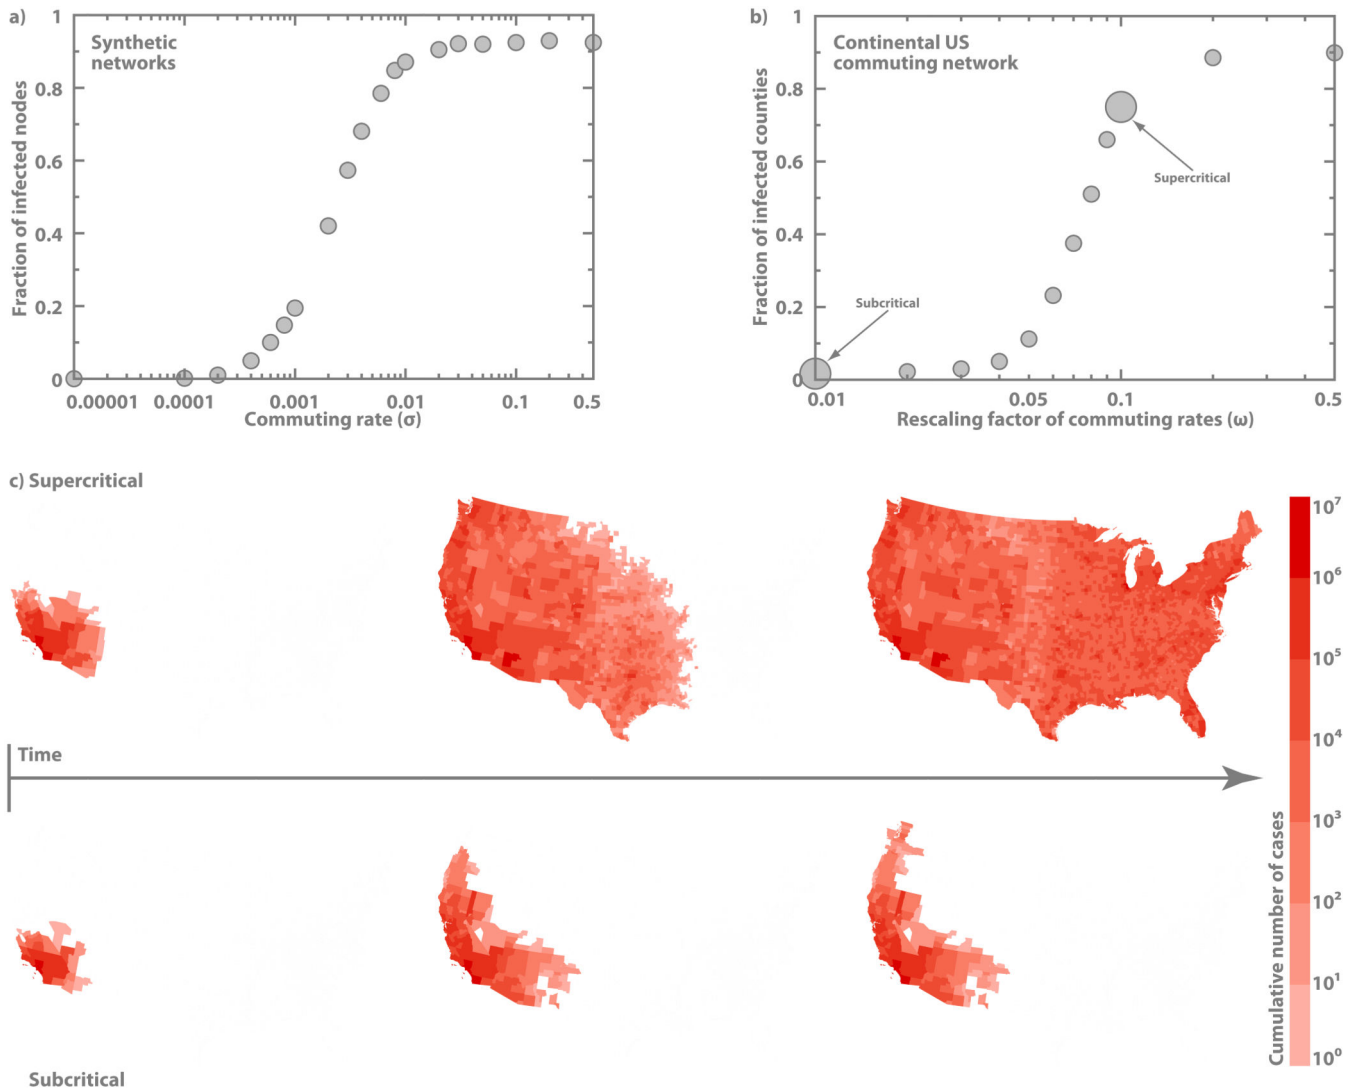 a)
Synthetic
networks
1
0.8
0.6
0.4
0.2
0
Fraction of infected nodes
0.00001 0.0001 0.001 0.01 0.1 0.5
Commuting rate (σ)
b)
Continental US
commuting network
1
0.8
0.6
0.4
0.2
0
Fraction of infected counties
Supercritical
Subcritical
0.01 0.05 0.1 0.5
Rescaling factor of commuting rates (ω)
c) Supercritical
Time
Subcritical
10⁷
10⁶
10⁵
10⁴
10³
10²
10¹
10⁰
Cumulative number of cases